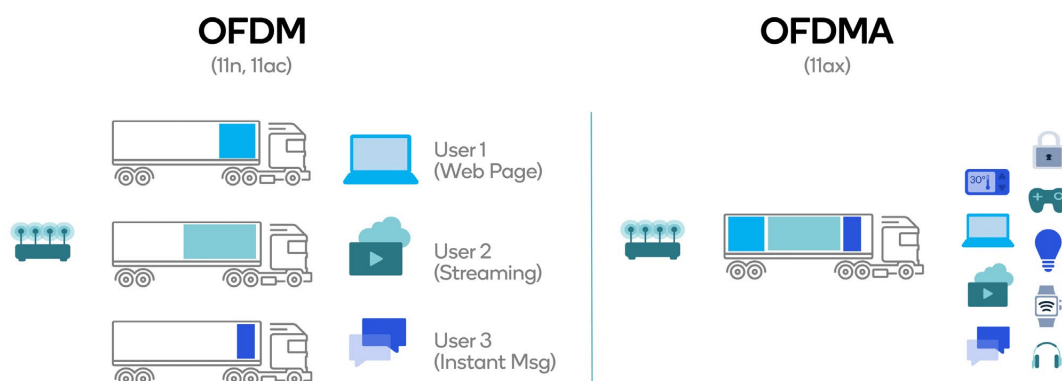 OFDM
(11n, 11ac)
User 1
(Web Page)
User 2
(Streaming)
User 3
(Instant Msg)
OFDMA
(11ax)
30°